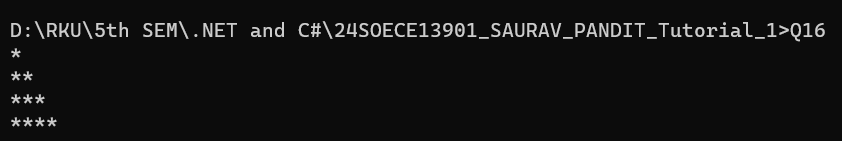 D:\RKU\5th SEM\.NET and C#\24SOECE13901_SAURAV_PANDIT_Tutorial_1>Q16
*
**
***
****